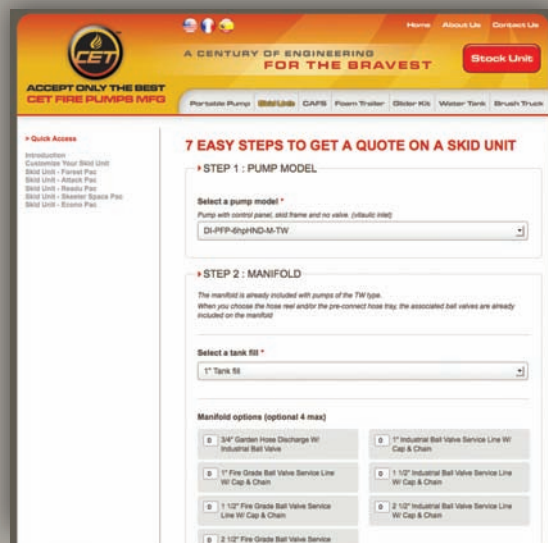 CET
ACCEPT ONLY THE BEST
CET FIRE PUMPS MFG
Home About Us Contact Us
A CENTURY OF ENGINEERING
FOR THE BRAVEST
Stock Unit
Portable Pump Skid Units CAFS Foam Trailer Glider Kit Water Tank Brush Truck
Quick Access
Introduction
Customize Your Skid Unit
Skid Unit - Forest Pac
Skid Unit - Attack Pac
Skid Unit - Ready Pac
Skid Unit - Skeeter Space Pac
Skid Unit - Econo Pac
7 EASY STEPS TO GET A QUOTE ON A SKID UNIT
STEP 1 : PUMP MODEL
Select a pump model *
Pump with control panel, skid frame and no valve. (vitaulic inlet)
DI-PFP-6hpHND-M-TW
STEP 2 : MANIFOLD
The manifold is already included with pumps of the TW type.
When you choose the hose reel and/or the pre-connect hose tray, the associated ball valves are already
included on the manifold
Select a tank fill *
1" Tank fill
Manifold options (optional 4 max)
0 3/4" Garden Hose Discharge W/
Industrial Ball Valve
0 1" Industrial Ball Valve Service Line W/
Cap & Chain
0 1" Fire Grade Ball Valve Service Line
W/ Cap & Chain
0 1 1/2" Industrial Ball Valve Service Line
W/ Cap & Chain
0 1 1/2" Fire Grade Ball Valve Service
Line W/ Cap & Chain
0 2 1/2" Industrial Ball Valve Service Line
W/ Cap & Chain
0 2 1/2" Fire Grade Ball Valve Service